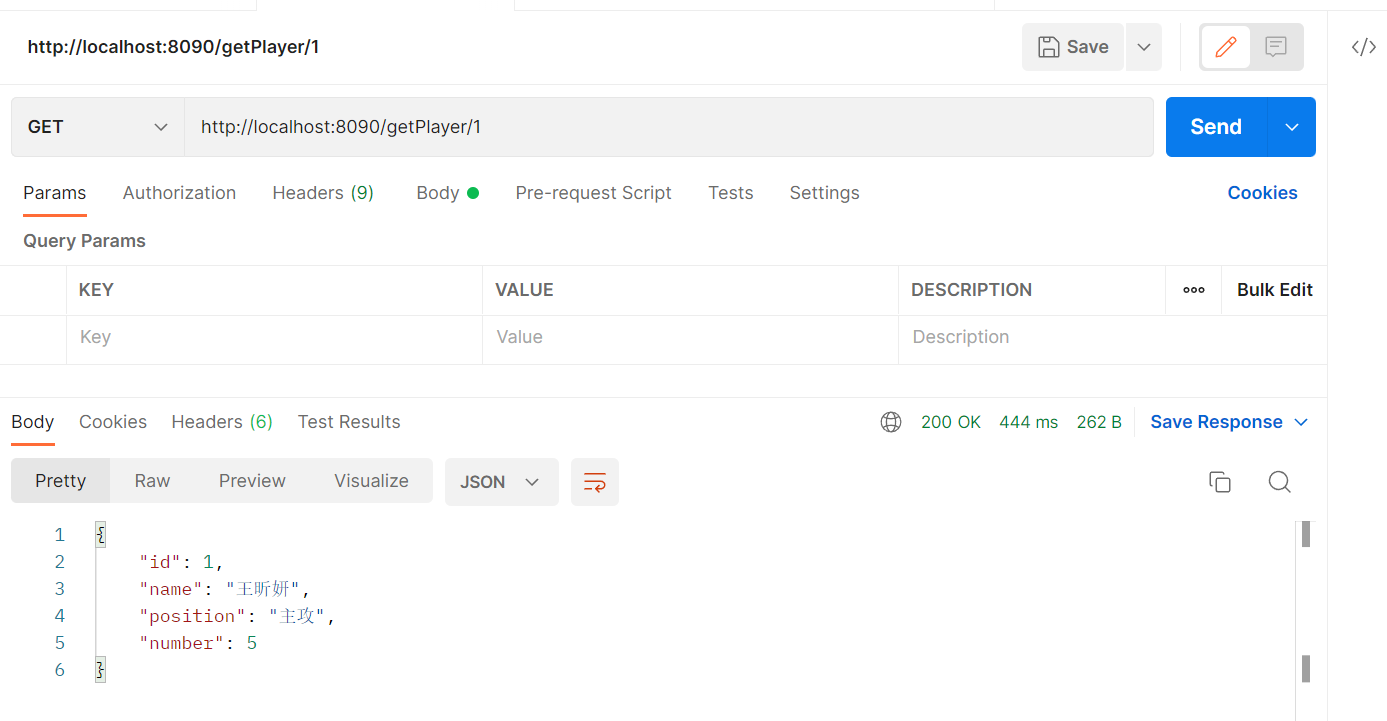 http://localhost:8090/getPlayer/1
Save
GET
http://localhost:8090/getPlayer/1
Send
Params Authorization Headers (9) Body Pre-request Script Tests Settings Cookies
Query Params
KEY VALUE DESCRIPTION Bulk Edit
Key Value Description
Body Cookies Headers (6) Test Results 200 OK 444 ms 262 B Save Response
Pretty Raw Preview Visualize JSON
1 {
2 "id": 1,
3 "name": "王昕妍",
4 "position": "主攻",
5 "number": 5
6 }